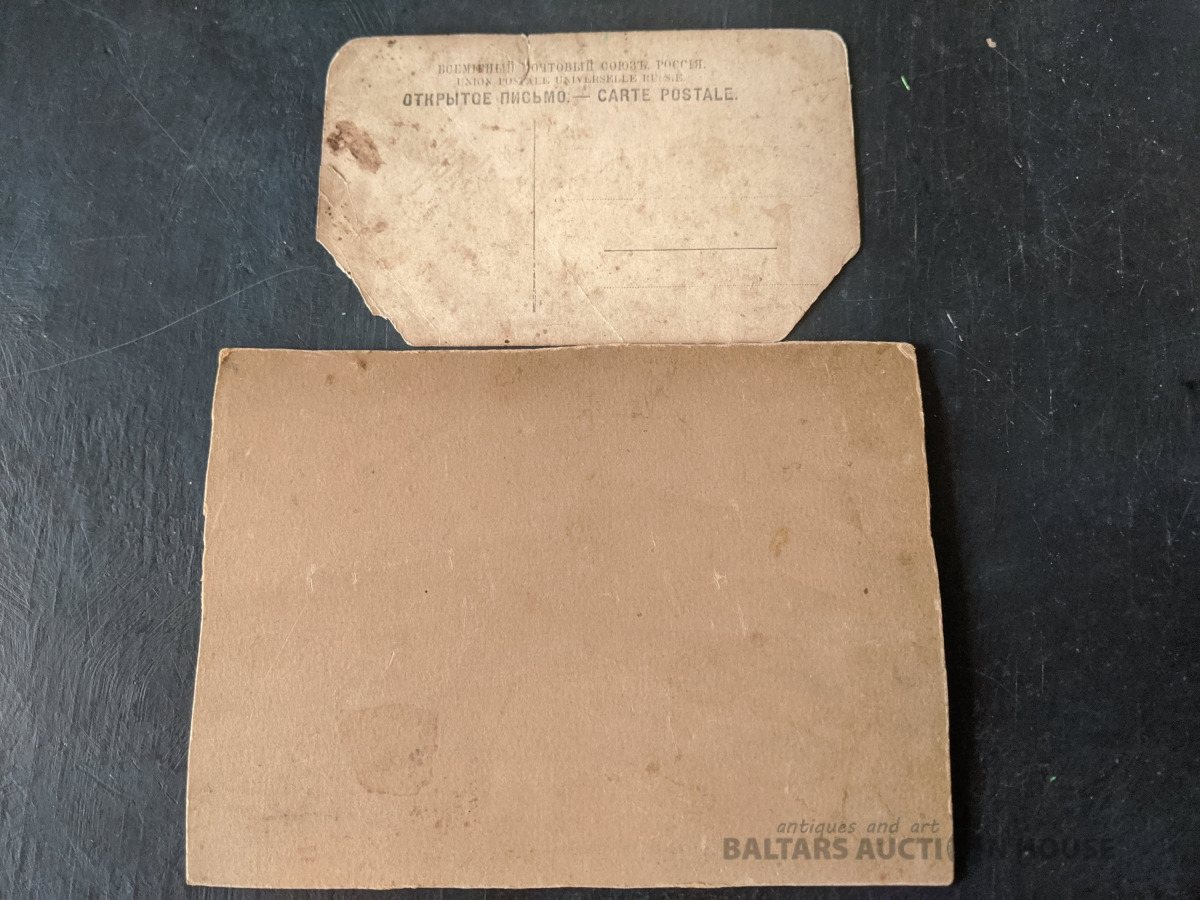 ВСЕМІРНЫЙ ПОЧТОВЫЙ СОЮЗЪ. РОССІЯ.
UNION POSTALE UNIVERSELLE RUSSIE
ОТКРЫТОЕ ПИСЬМО. — CARTE POSTALE.
antiques and art
BALTARS AUCTION HOUSE